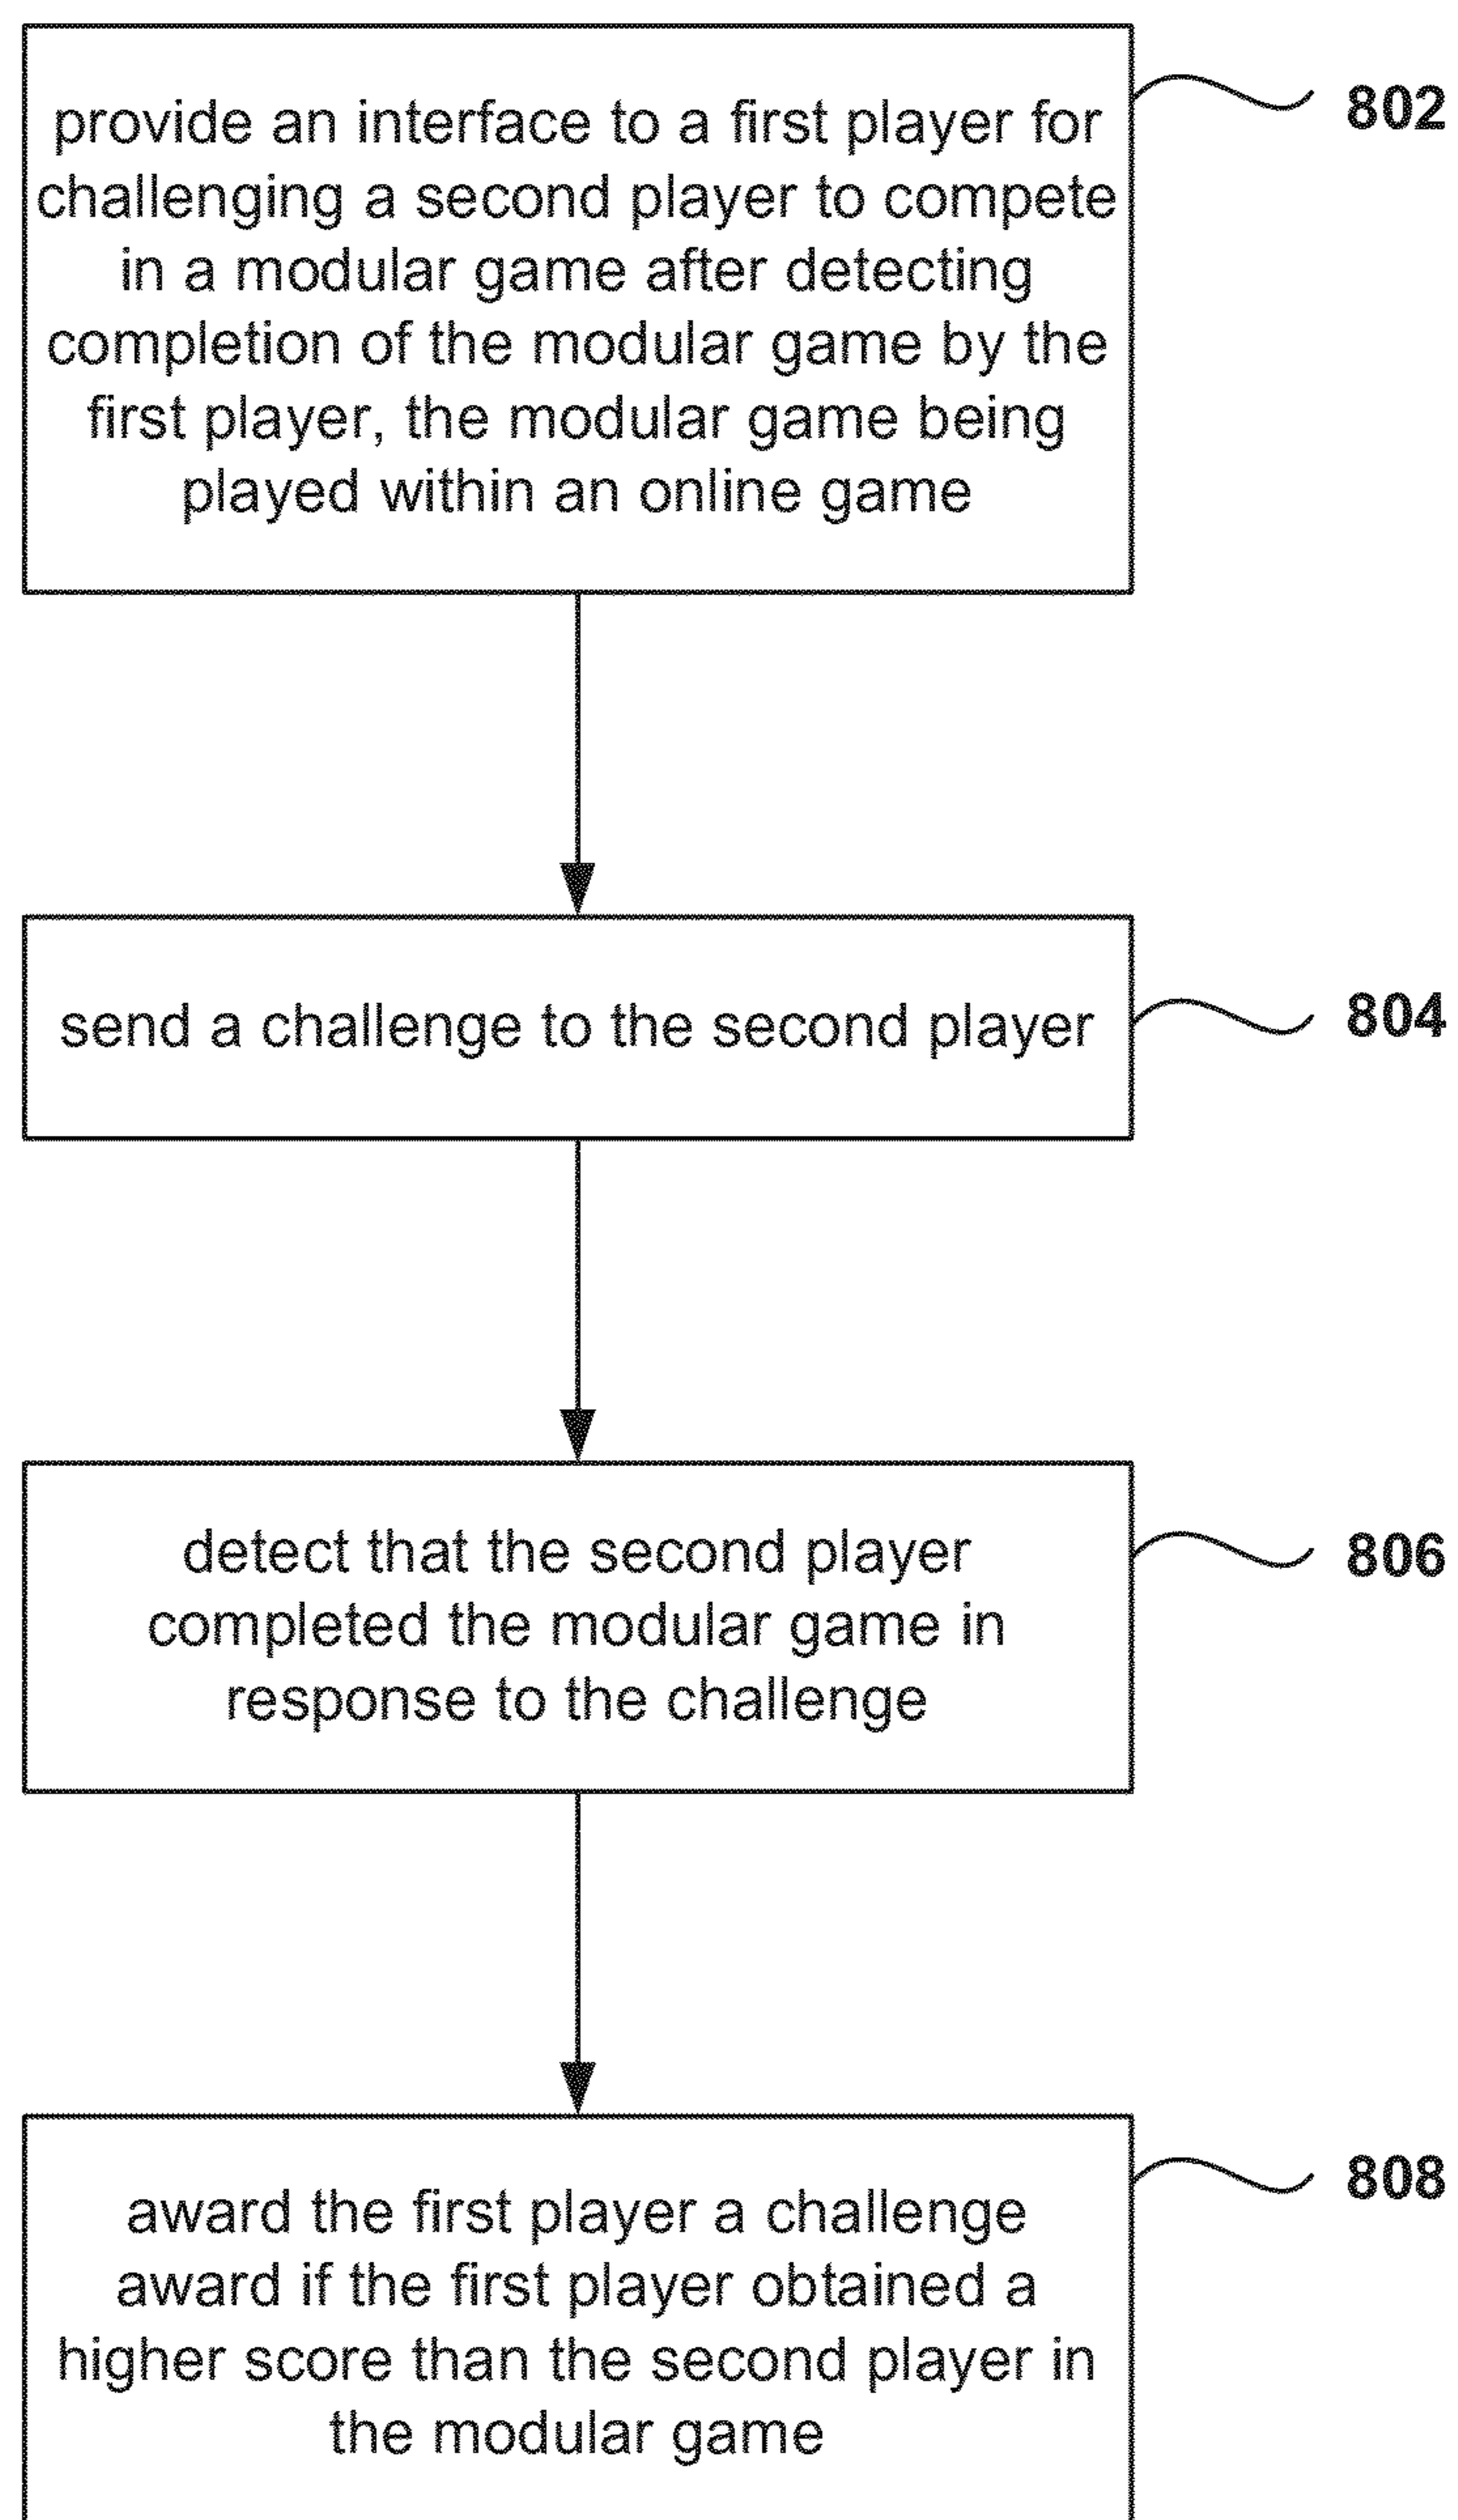 provide an interface to a first player for
challenging a second player to compete
in a modular game after detecting
completion of the modular game by the
first player, the modular game being
played within an online game
802
send a challenge to the second player
804
detect that the second player
completed the modular game in
response to the challenge
806
award the first player a challenge
award if the first player obtained a
higher score than the second player in
the modular game
808